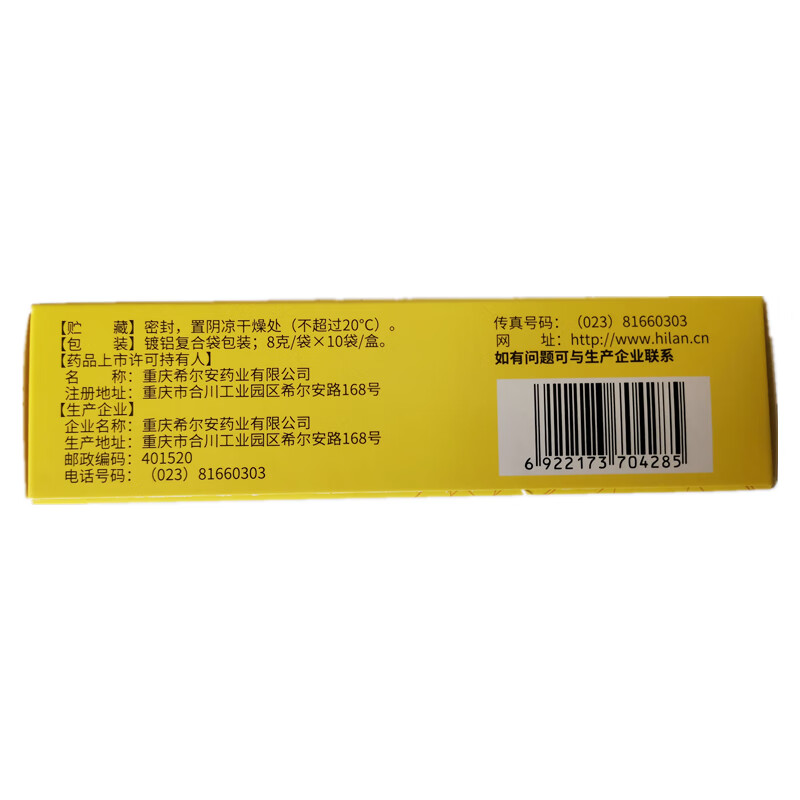 【贮　　藏】密封，置阴凉干燥处（不超过20℃）。
【包　　装】镀铝复合袋包装；8克/袋×10袋/盒。
【药品上市许可持有人】
名　　称：重庆希尔安药业有限公司
注册地址：重庆市合川工业园区希尔安路168号
【生产企业】
企业名称：重庆希尔安药业有限公司
生产地址：重庆市合川工业园区希尔安路168号
邮政编码：401520
电话号码：（023）81660303
传真号码：（023）81660303
网　　址：http://www.hilan.cn
如有问题可与生产企业联系
6 922173 704285